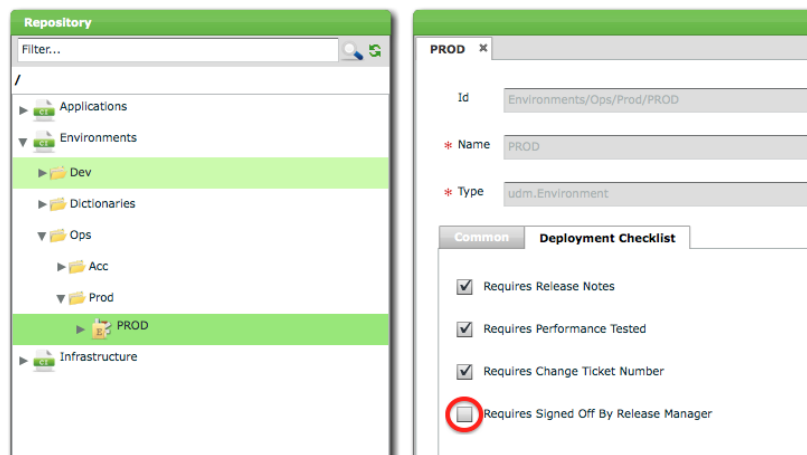 Repository
Filter...
/
Applications
Environments
Dev
Dictionaries
Ops
Acc
Prod
PROD
Infrastructure
PROD
Id Environments/Ops/Prod/PROD
* Name PROD
* Type udm.Environment
Common Deployment Checklist
Requires Release Notes
Requires Performance Tested
Requires Change Ticket Number
Requires Signed Off By Release Manager